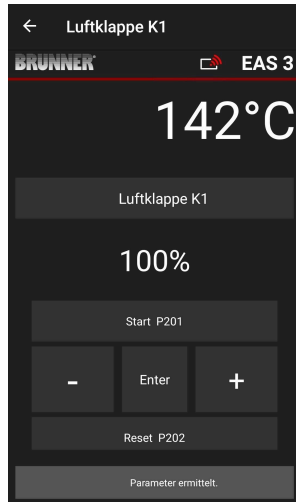 Luftklappe K1
BRUNNER EAS 3
142°C
Luftklappe K1
100%
Start P201
- Enter +
Reset P202
Parameter ermittelt.